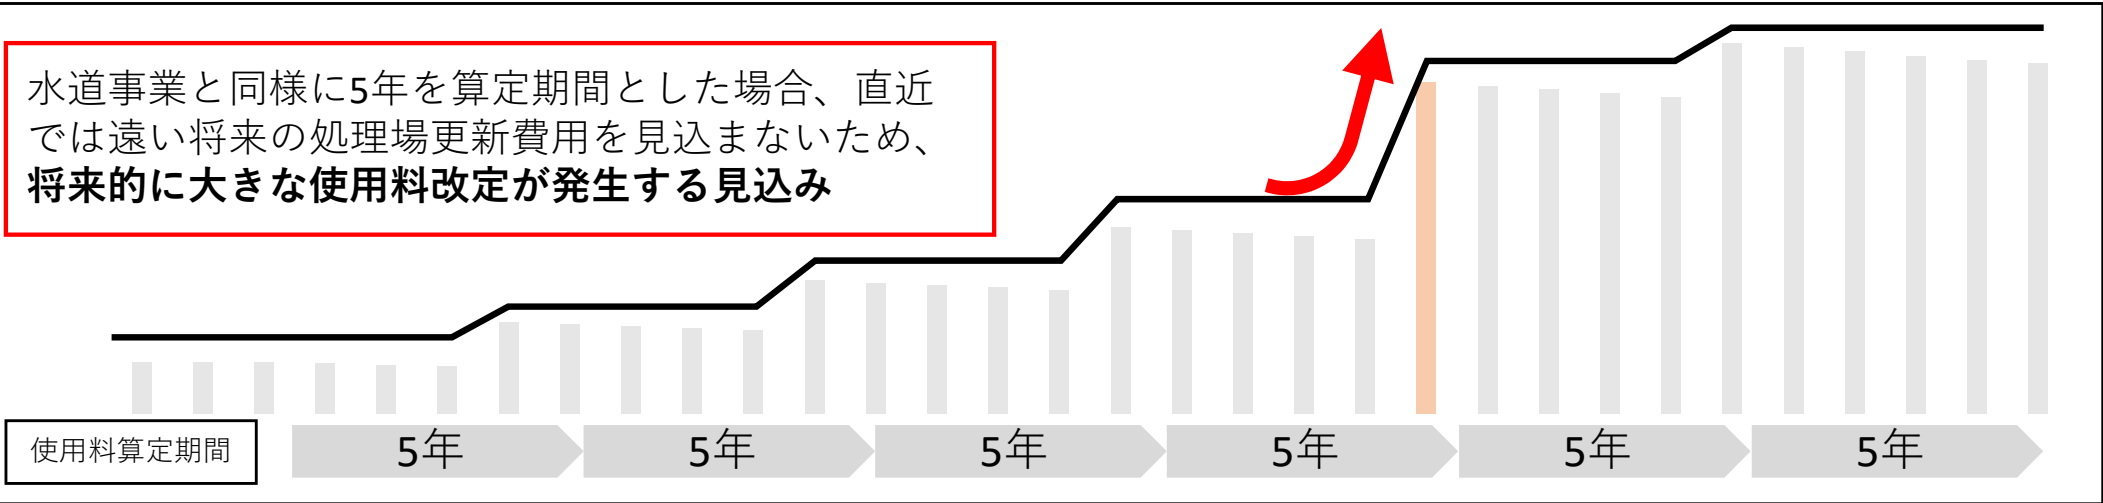 水道事業と同様に5年を算定期間とした場合、直近
では遠い将来の処理場更新費用を見込まないため、
将来的に大きな使用料改定が発生する見込み
使用料算定期間
5年
5年
5年
5年
5年
5年